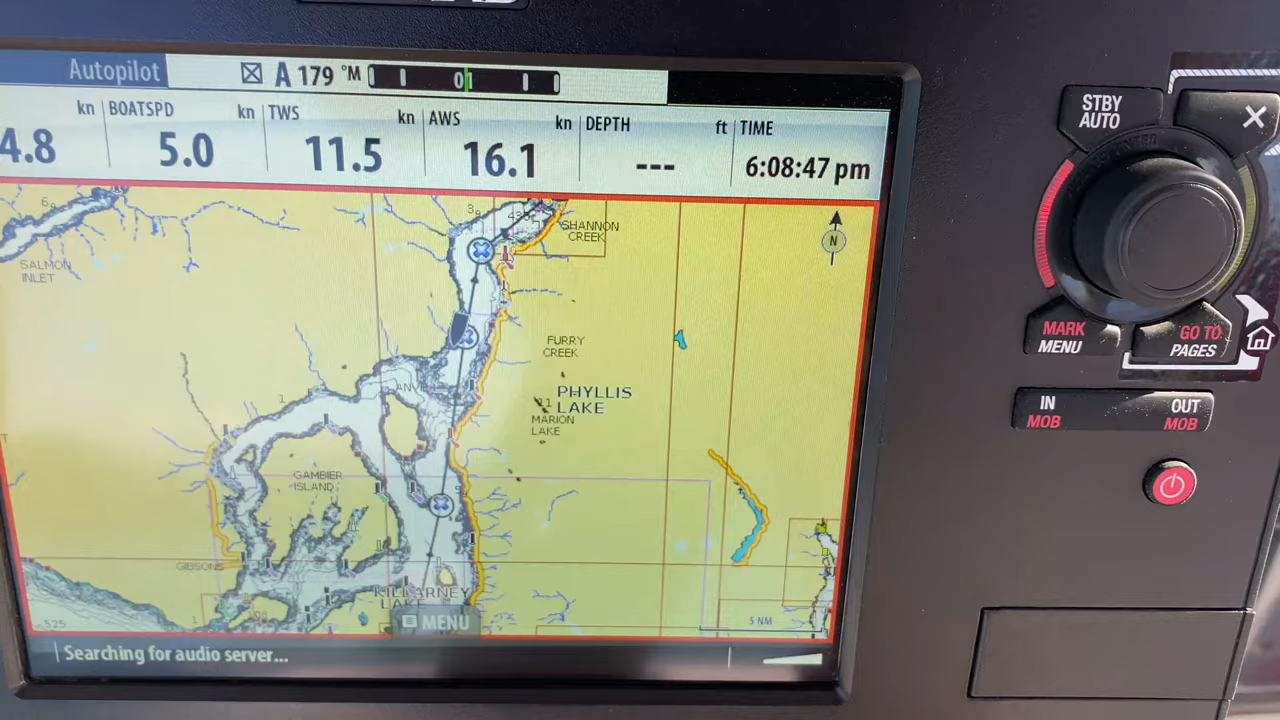 Autopilot A 179 °M 01
kn BOATSPD kn TWS kn AWS kn DEPTH ft TIME
4.8 5.0 11.5 16.1 --- 6:08:47 pm
N
SHANNON
CREEK
SALMON
INLET
FURRY
CREEK
PHYLLIS
LAKE
MARION
LAKE
GAMBIER
ISLAND
GIBSONS
KILLARNEY
LAKE
5 NM
MENU
Searching for audio server...
STBY
AUTO
X
MARK
MENU
GO TO
PAGES
IN
MOB
OUT
MOB